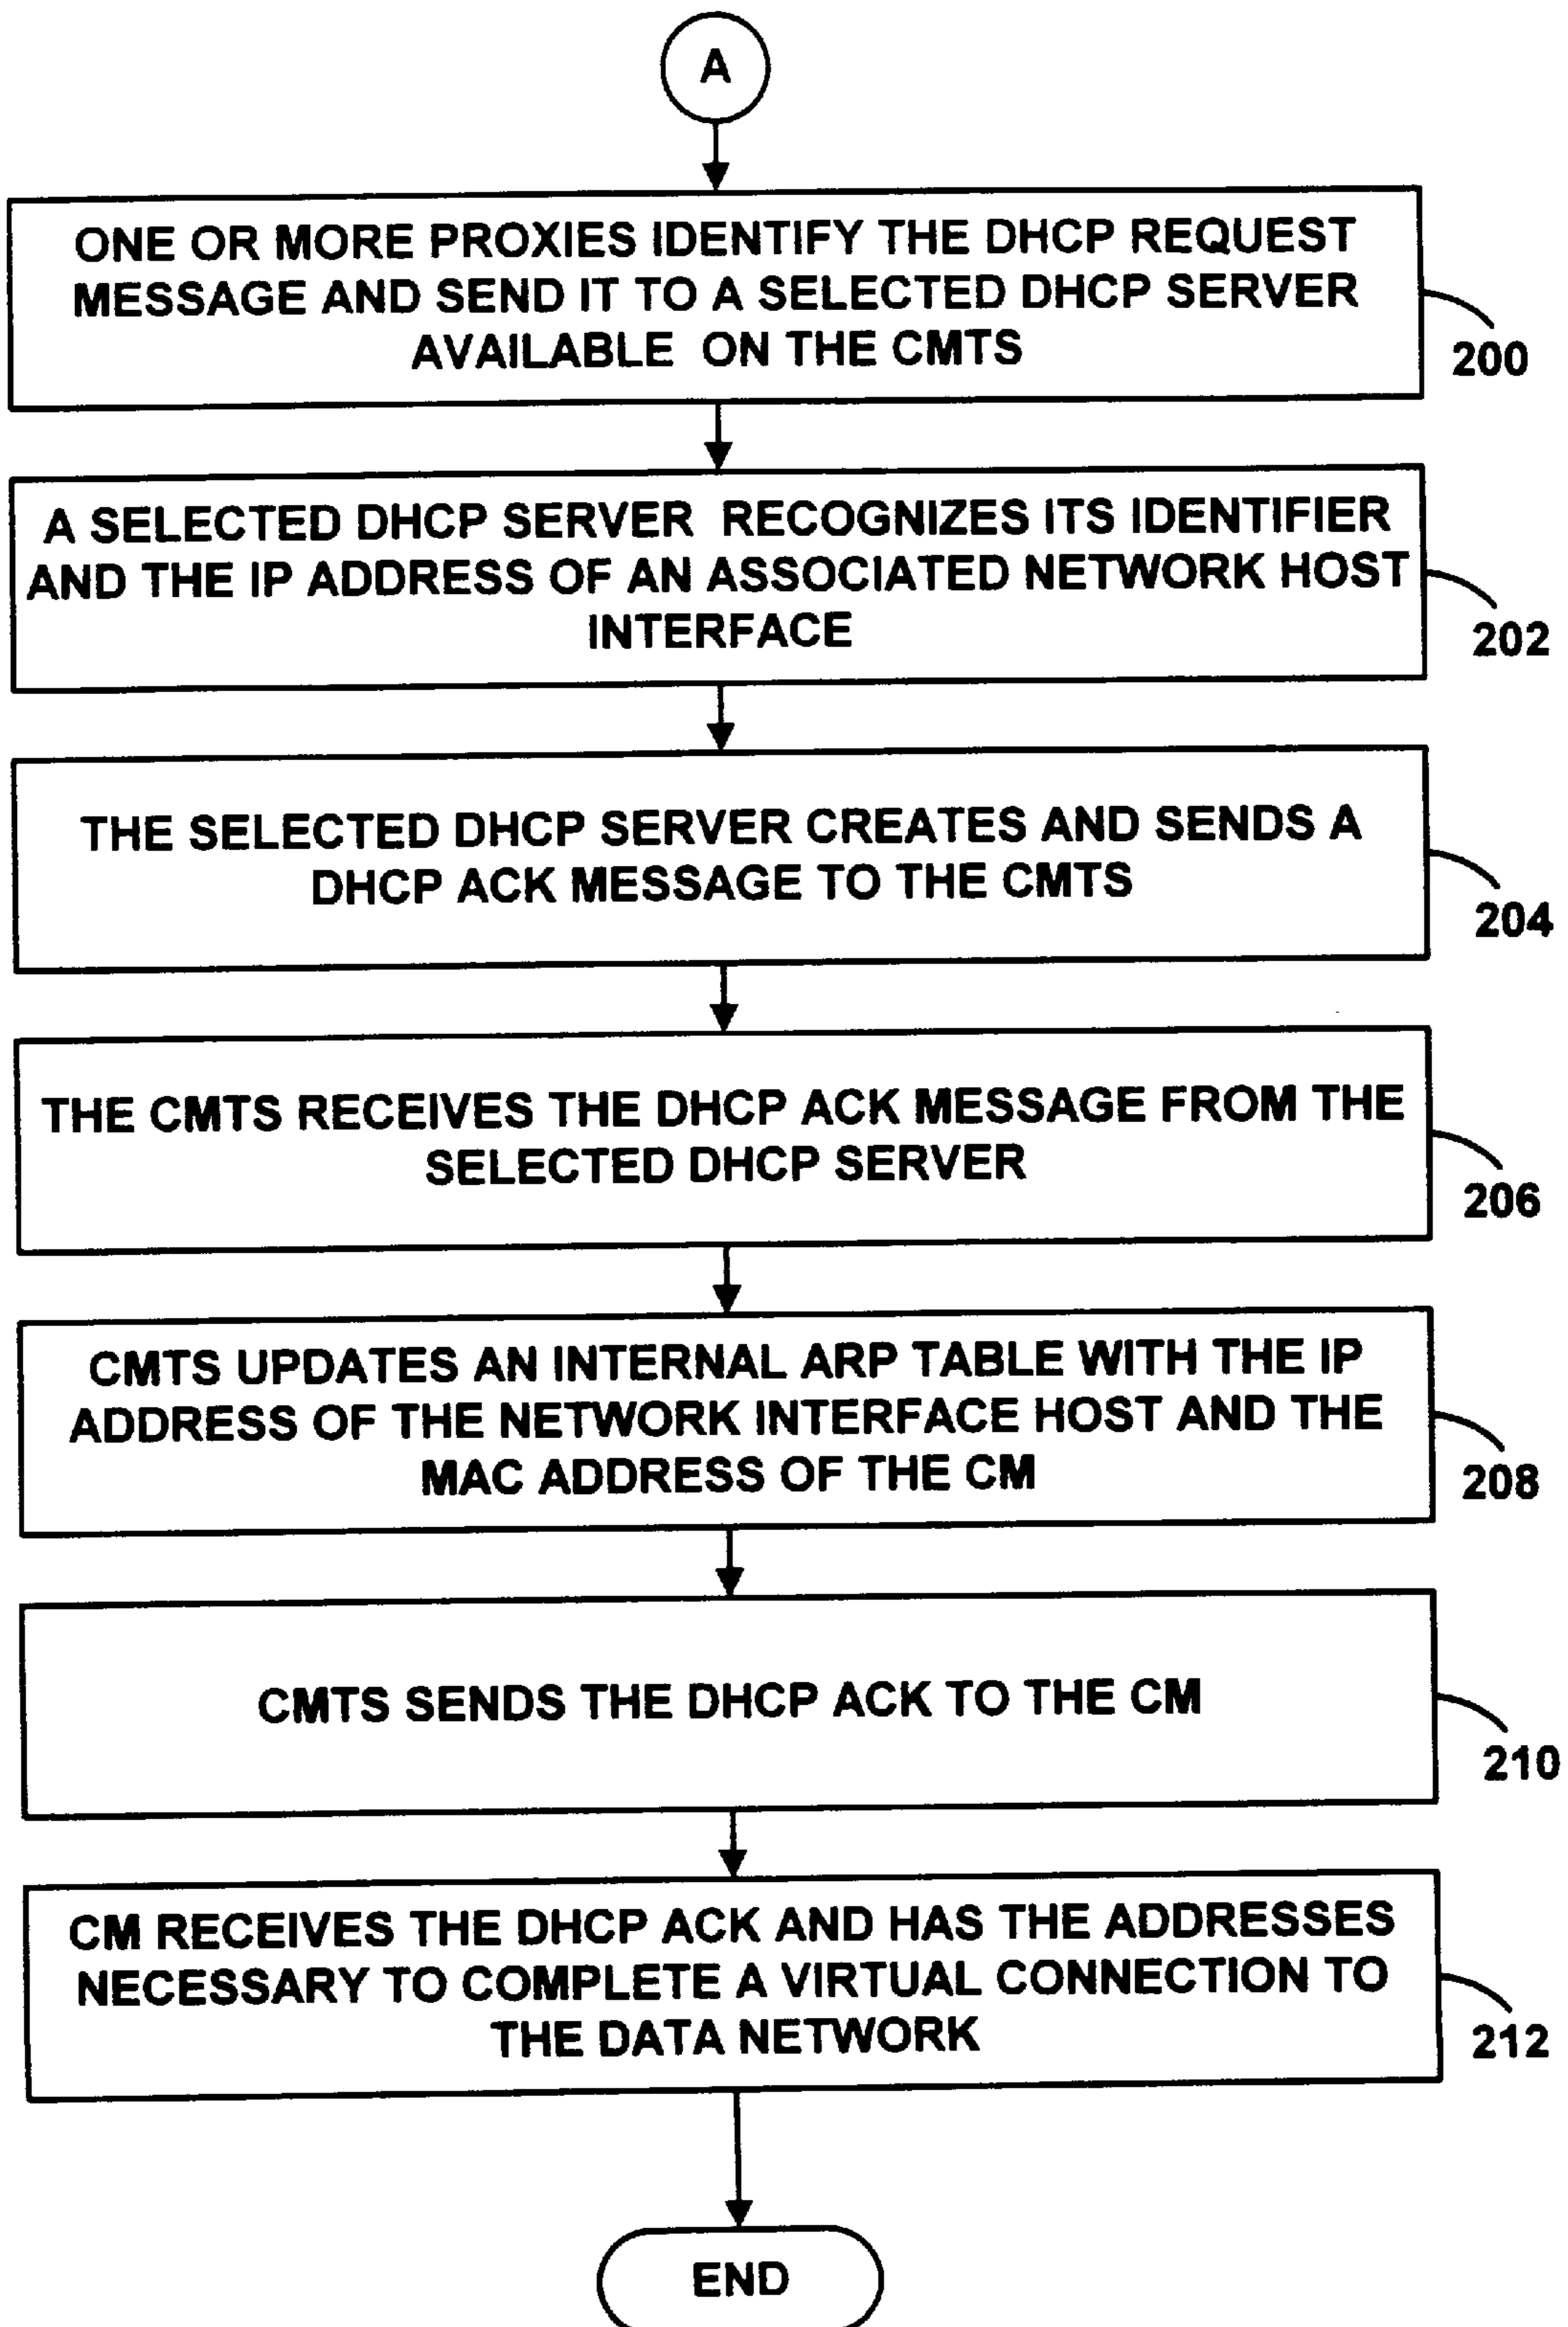 A
ONE OR MORE PROXIES IDENTIFY THE DHCP REQUEST
MESSAGE AND SEND IT TO A SELECTED DHCP SERVER
AVAILABLE ON THE CMTS
200
A SELECTED DHCP SERVER RECOGNIZES ITS IDENTIFIER
AND THE IP ADDRESS OF AN ASSOCIATED NETWORK HOST
INTERFACE
202
THE SELECTED DHCP SERVER CREATES AND SENDS A
DHCP ACK MESSAGE TO THE CMTS
204
THE CMTS RECEIVES THE DHCP ACK MESSAGE FROM THE
SELECTED DHCP SERVER
206
CMTS UPDATES AN INTERNAL ARP TABLE WITH THE IP
ADDRESS OF THE NETWORK INTERFACE HOST AND THE
MAC ADDRESS OF THE CM
208
CMTS SENDS THE DHCP ACK TO THE CM
210
CM RECEIVES THE DHCP ACK AND HAS THE ADDRESSES
NECESSARY TO COMPLETE A VIRTUAL CONNECTION TO
THE DATA NETWORK
212
END